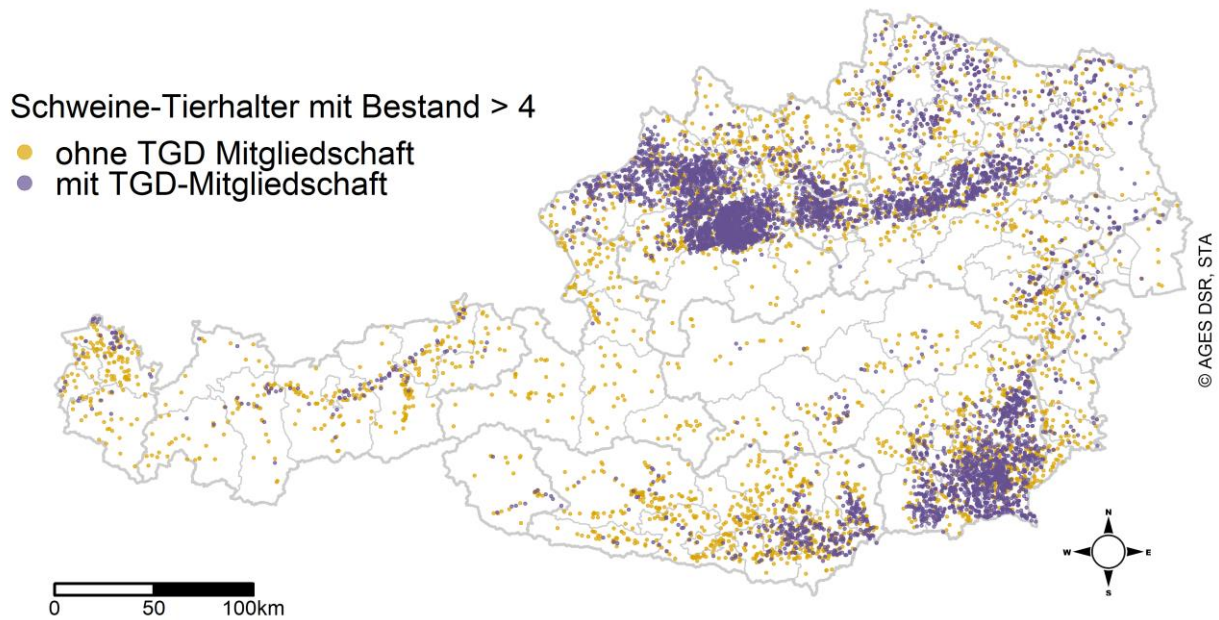 Schweine-Tierhalter mit Bestand > 4
ohne TGD Mitgliedschaft
mit TGD-Mitgliedschaft
© AGES DSR, STA
N
W E
S
0 50 100km